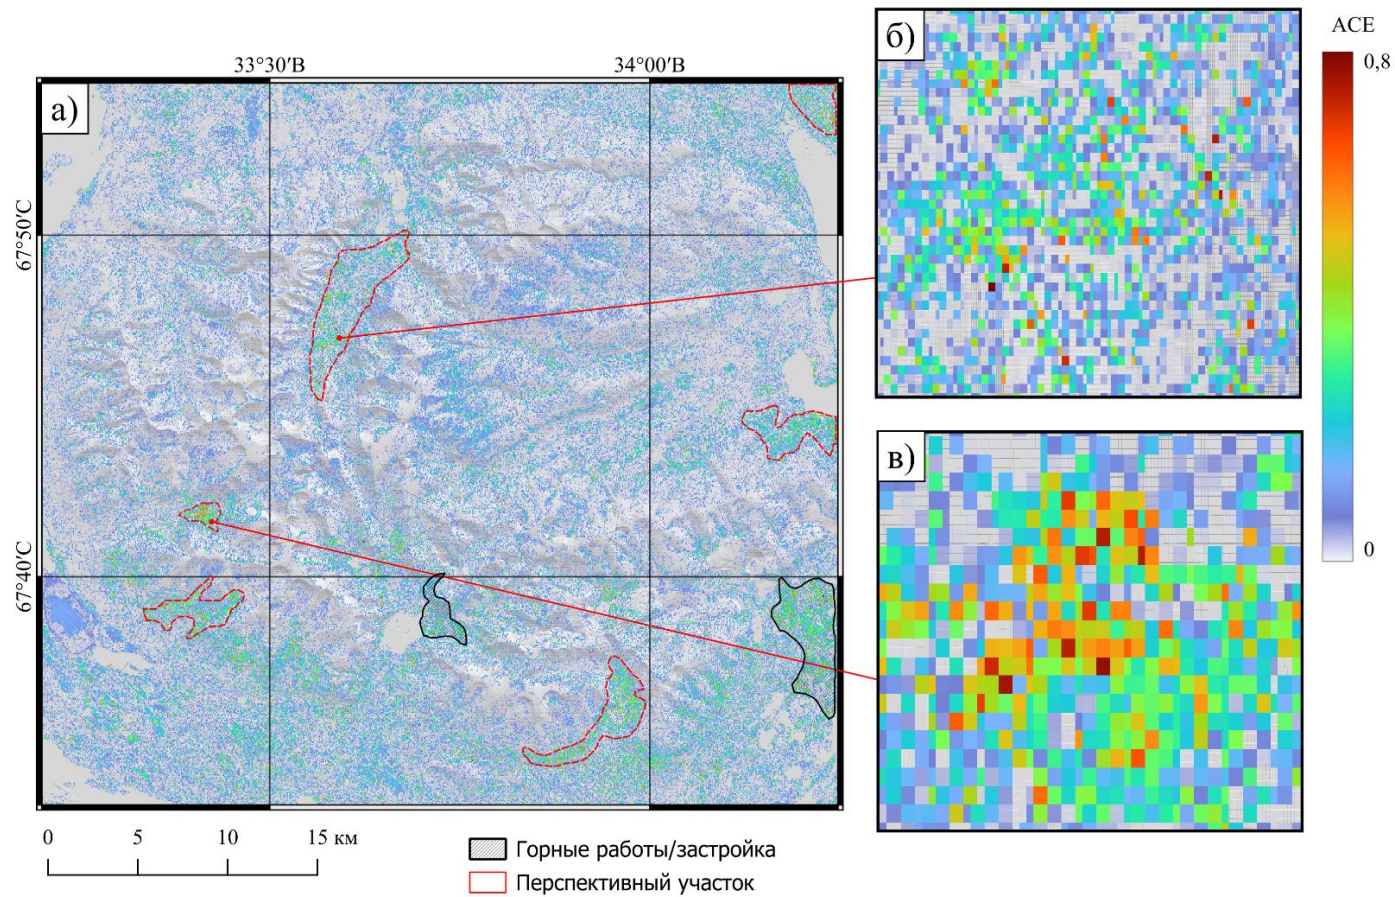 33°30'В
34°00'В
а)
67°50'С
67°40'С
б)
в)
ACE
0,8
0
0
5
10
15 км
Горные работы/застройка
Перспективный участок